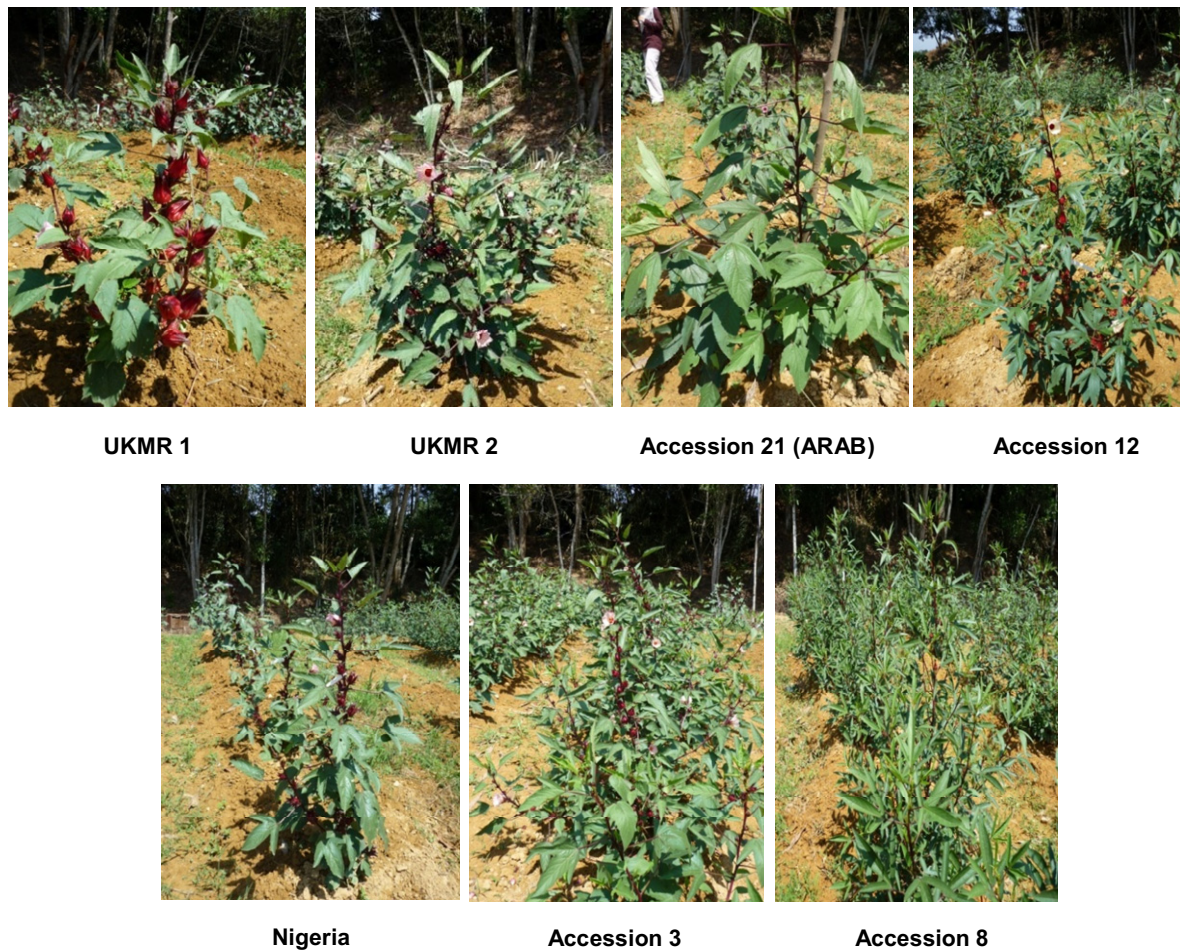 UKMR 1
UKMR 2
Accession 21 (ARAB)
Accession 12
Nigeria
Accession 3
Accession 8